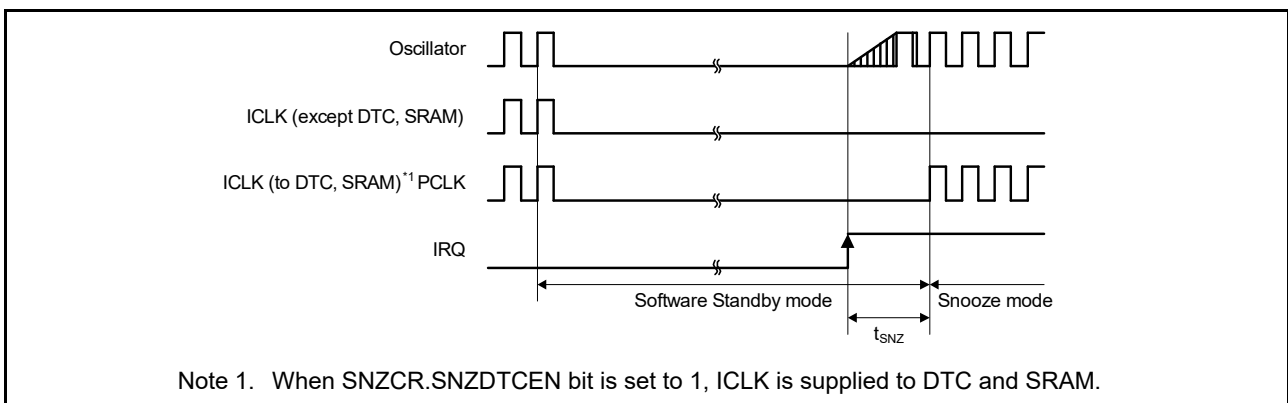 Oscillator
ICLK (except DTC, SRAM)
ICLK (to DTC, SRAM)*1 PCLK
IRQ
Software Standby mode
Snooze mode
tSNZ
Note 1. When SNZCR.SNZDTCEN bit is set to 1, ICLK is supplied to DTC and SRAM.